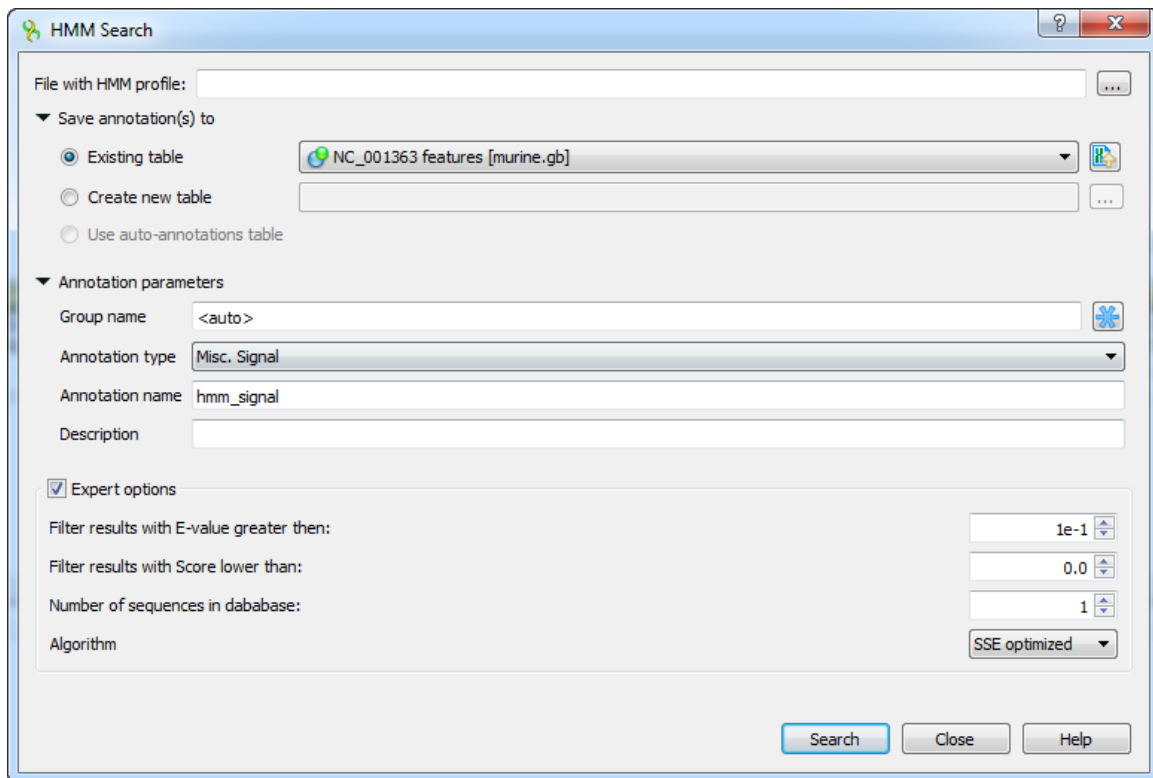 HMM Search
File with HMM profile:
...
Save annotation(s) to
Existing table NC_001363 features [murine.gb]
Create new table ...
Use auto-annotations table
Annotation parameters
Group name <auto>
Annotation type Misc. Signal
Annotation name hmm_signal
Description
Expert options
Filter results with E-value greater then: 1e-1
Filter results with Score lower than: 0.0
Number of sequences in dababase: 1
Algorithm SSE optimized
Search Close Help